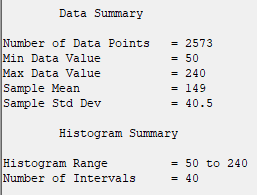 Data Summary
Number of Data Points = 2573
Min Data Value = 50
Max Data Value = 240
Sample Mean = 149
Sample Std Dev = 40.5
Histogram Summary
Histogram Range = 50 to 240
Number of Intervals = 40